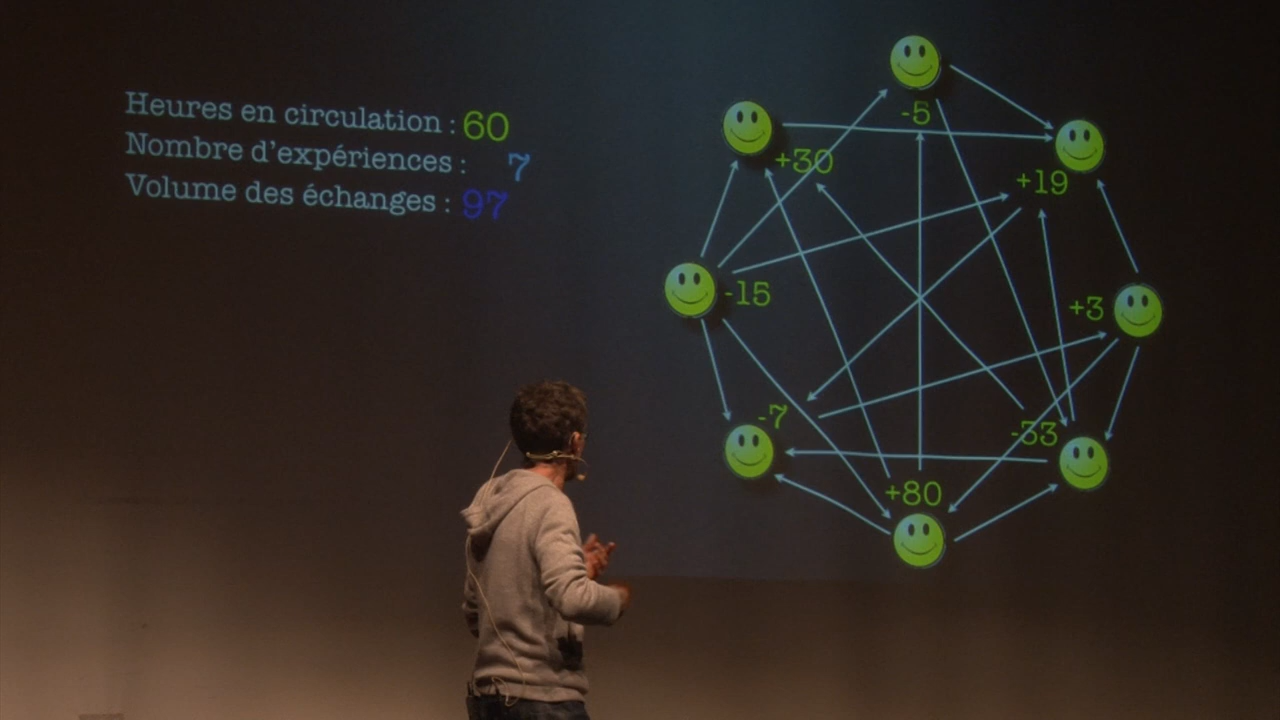 Heures en circulation : 60
Nombre d'expériences : 7
Volume des échanges : 97
-5
+30
+19
-15
+3
-7
-33
+80